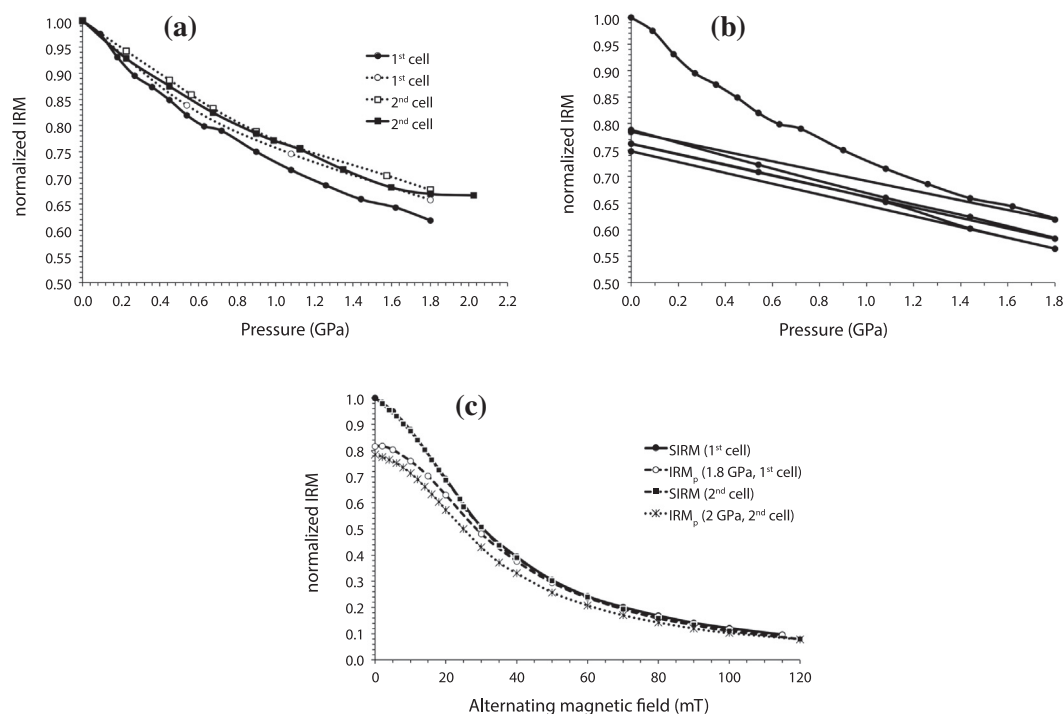 (a)
normalized IRM
1.00
0.95
0.90
0.85
0.80
0.75
0.70
0.65
0.60
0.55
0.50
0.0 0.2 0.4 0.6 0.8 1.0 1.2 1.4 1.6 1.8 2.0 2.2
Pressure (GPa)
1st cell
1st cell
2nd cell
2nd cell
(b)
normalized IRM
1.00
0.95
0.90
0.85
0.80
0.75
0.70
0.65
0.60
0.55
0.50
0.0 0.2 0.4 0.6 0.8 1.0 1.2 1.4 1.6 1.8
Pressure (GPa)
(c)
normalized IRM
1.0
0.9
0.8
0.7
0.6
0.5
0.4
0.3
0.2
0.1
0.0
0 20 40 60 80 100 120
Alternating magnetic field (mT)
SIRM (1st cell)
IRMp (1.8 GPa, 1st cell)
SIRM (2nd cell)
IRMp (2 GPa, 2nd cell)